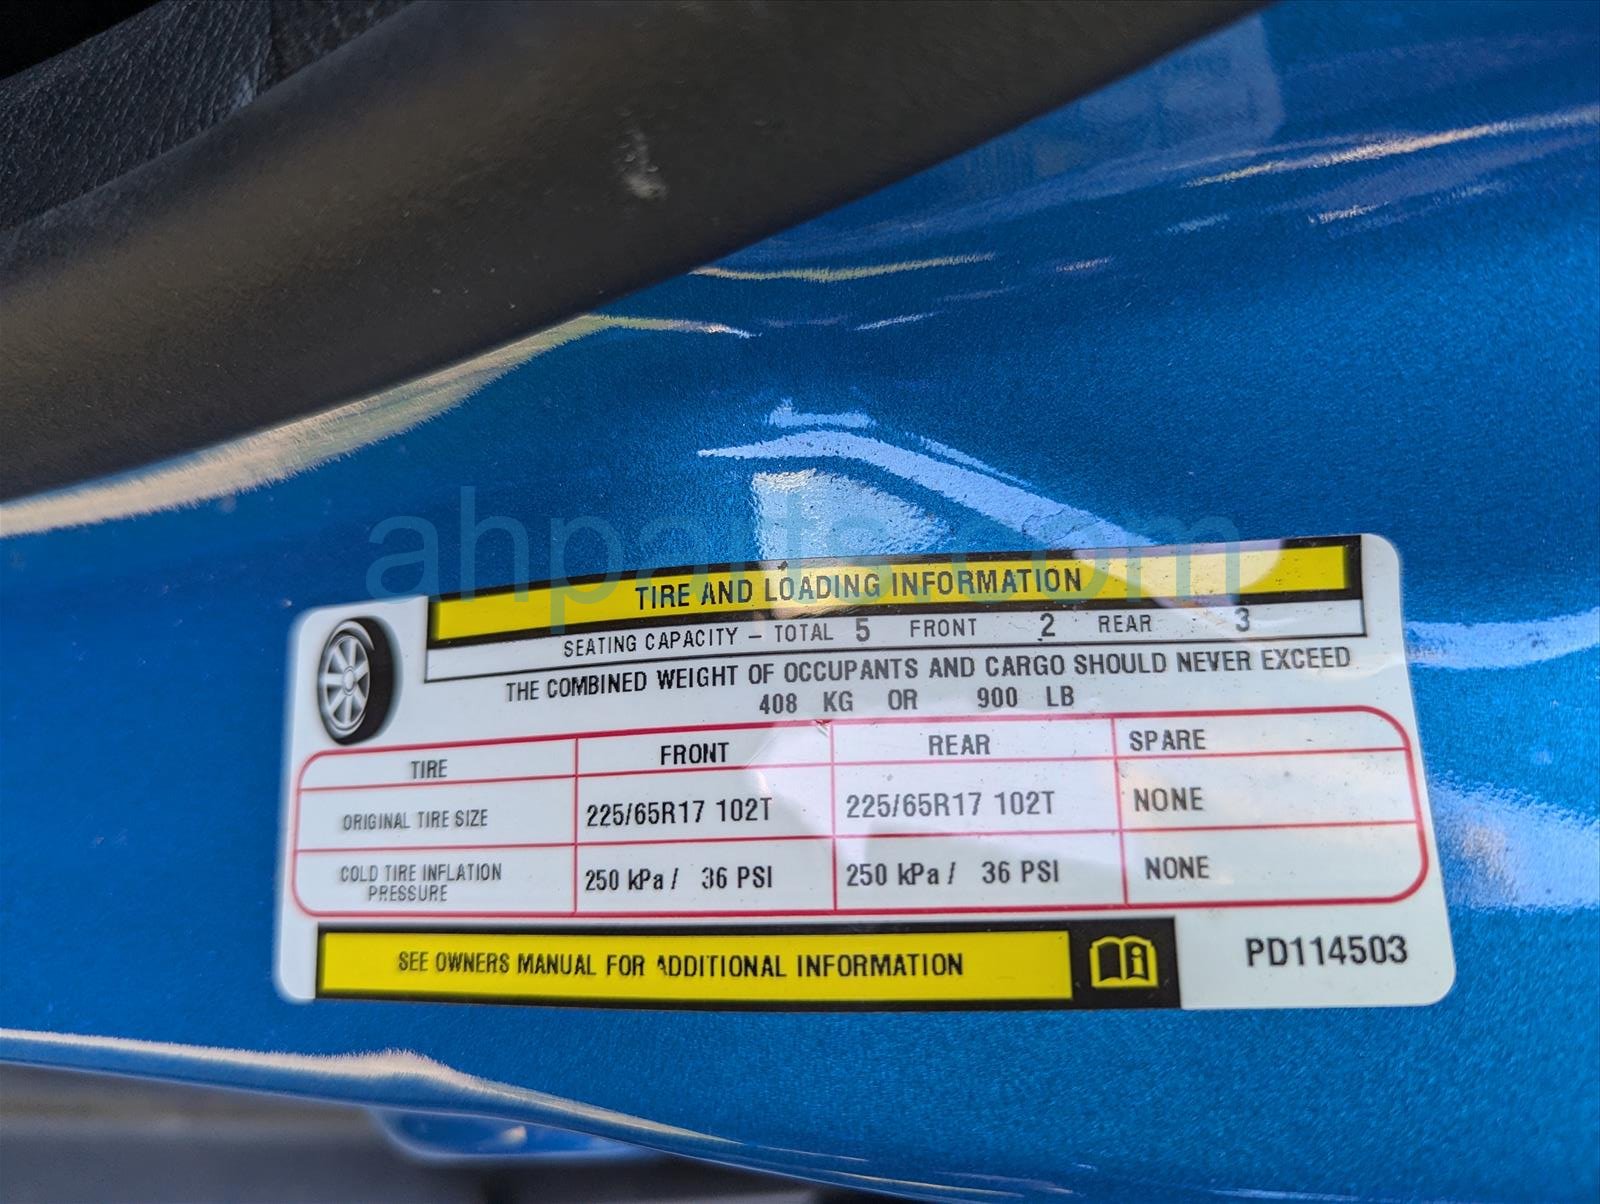 ahparts.com
TIRE AND LOADING INFORMATION
SEATING CAPACITY – TOTAL 5 FRONT 2 REAR 3
THE COMBINED WEIGHT OF OCCUPANTS AND CARGO SHOULD NEVER EXCEED
408 KG OR 900 LB
TIRE FRONT REAR SPARE
ORIGINAL TIRE SIZE 225/65R17 102T 225/65R17 102T NONE
COLD TIRE INFLATION
PRESSURE 250 kPa / 36 PSI 250 kPa / 36 PSI NONE
SEE OWNERS MANUAL FOR ADDITIONAL INFORMATION
PD114503